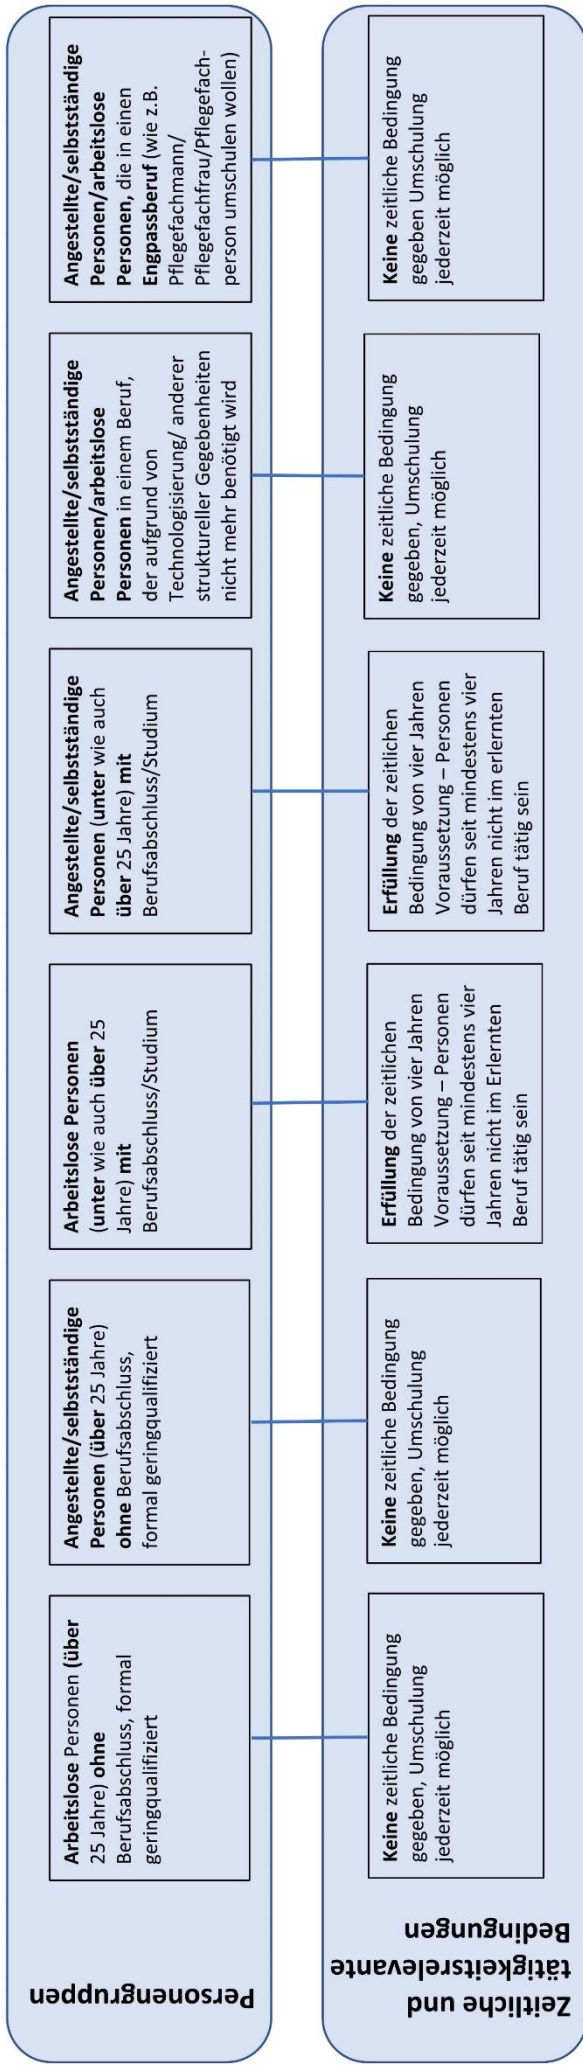 Personengruppen
Arbeitslose Personen (über
25 Jahre) ohne
Berufsabschluss, formal
geringqualifiziert
Angestellte/selbstständige
Personen (über 25 Jahre)
ohne Berufsabschluss,
formal geringqualifiziert
Arbeitslose Personen
(unter wie auch über 25
Jahre) mit
Berufsabschluss/Studium
Angestellte/selbstständige
Personen (unter wie auch
über 25 Jahre) mit
Berufsabschluss/Studium
Angestellte/selbstständige
Personen/arbeitslose
Personen in einem Beruf,
der aufgrund von
Technologisierung/ anderer
struktureller Gegebenheiten
nicht mehr benötigt wird
Angestellte/selbstständige
Personen/arbeitslose
Personen, die in einen
Engpassberuf (wie z.B.
Pflegefachmann/
Pflegefachfrau/Pflegefach-
person umschulen wollen)
Zeitliche und
tätigkeitsrelevante
Bedingungen
Keine zeitliche Bedingung
gegeben, Umschulung
jederzeit möglich
Keine zeitliche Bedingung
gegeben, Umschulung
jederzeit möglich
Erfüllung der zeitlichen
Bedingung von vier Jahren
Voraussetzung – Personen
dürfen seit mindestens vier
Jahren nicht im Erlernten
Beruf tätig sein
Erfüllung der zeitlichen
Bedingung von vier Jahren
Voraussetzung – Personen
dürfen seit mindestens vier
Jahren nicht im erlernten
Beruf tätig sein
Keine zeitliche Bedingung
gegeben, Umschulung
jederzeit möglich
Keine zeitliche Bedingung
gegeben Umschulung
jederzeit möglich